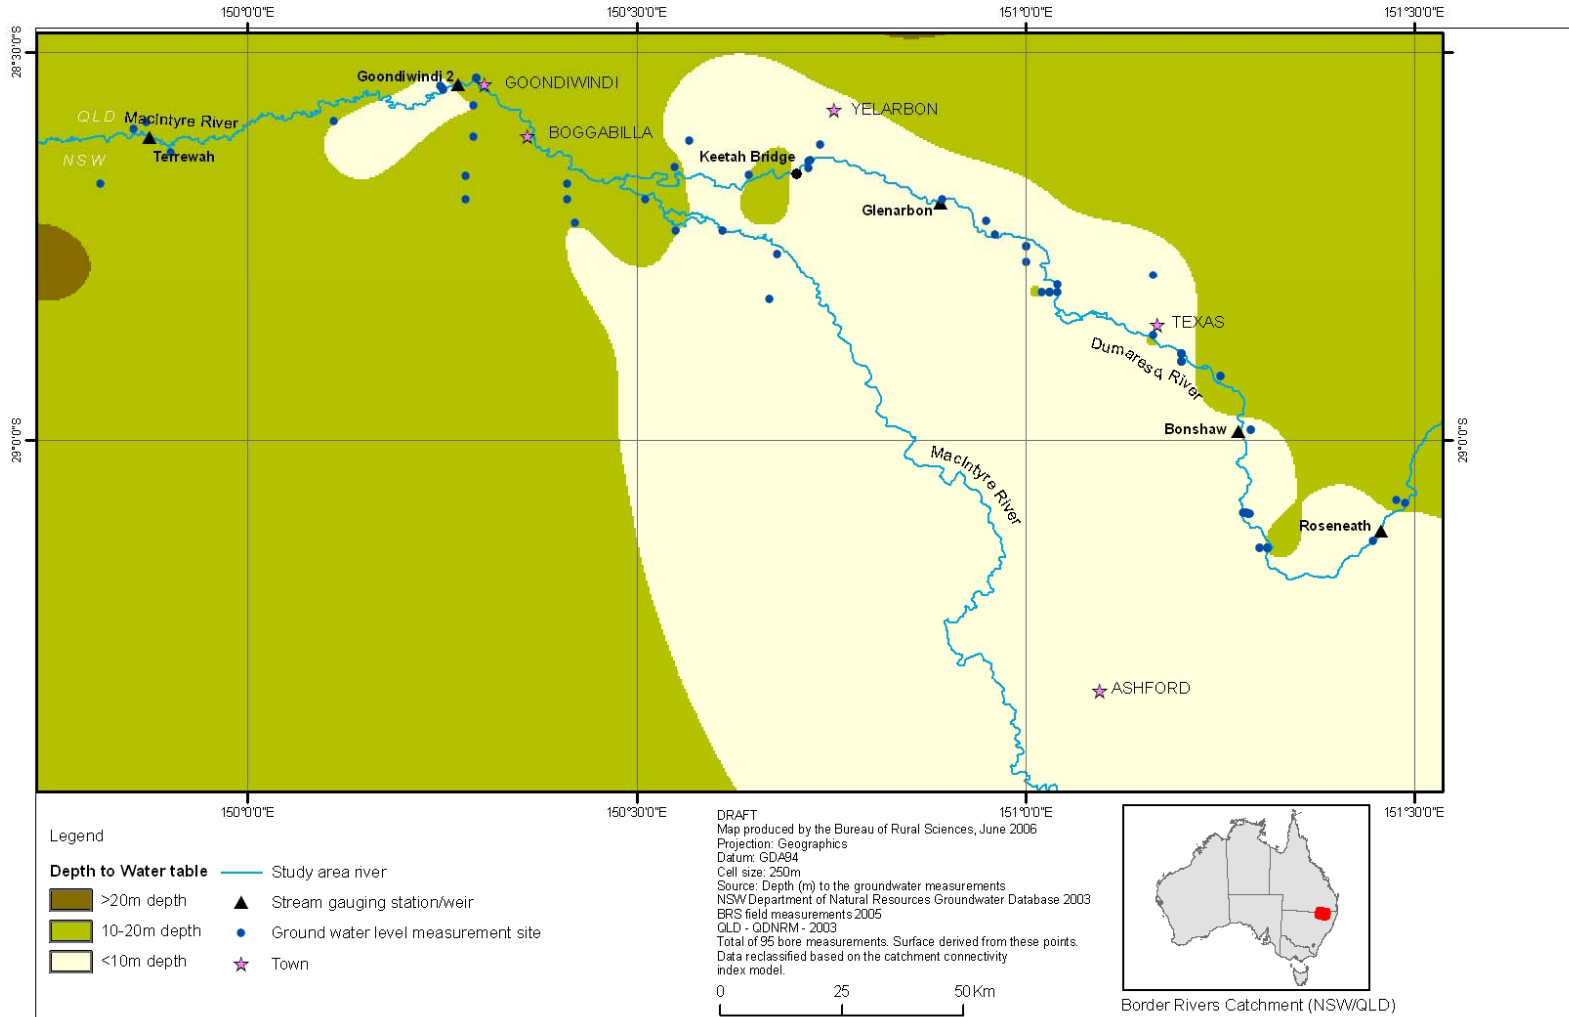 150°0'0"E
150°30'0"E
151°0'0"E
151°30'0"E
28°30'0"S
Goondiwindi 2
GOONDIWINDI
YELARBON
QLD
MacIntyre River
BOGGABILLA
NSW
Terrewah
Keetah Bridge
Glenarbon
TEXAS
Dumaresq River
Bonshaw
29°0'0"S
29°0'0"S
MacIntyre River
Roseneath
ASHFORD
150°0'0"E
150°30'0"E
151°0'0"E
151°30'0"E
Legend
Depth to Water table
>20m depth
10-20m depth
<10m depth
Study area river
Stream gauging station/weir
Ground water level measurement site
Town
DRAFT
Map produced by the Bureau of Rural Sciences, June 2006
Projection: Geographics
Datum: GDA94
Cell size: 250m
Source: Depth (m) to the groundwater measurements
NSW Department of Natural Resources Groundwater Database 2003
BRS field measurements 2005
QLD - QDNRM - 2003
Total of 95 bore measurements. Surface derived from these points.
Data reclassified based on the catchment connectivity
index model.
0 25 50 Km
Border Rivers Catchment (NSW/QLD)